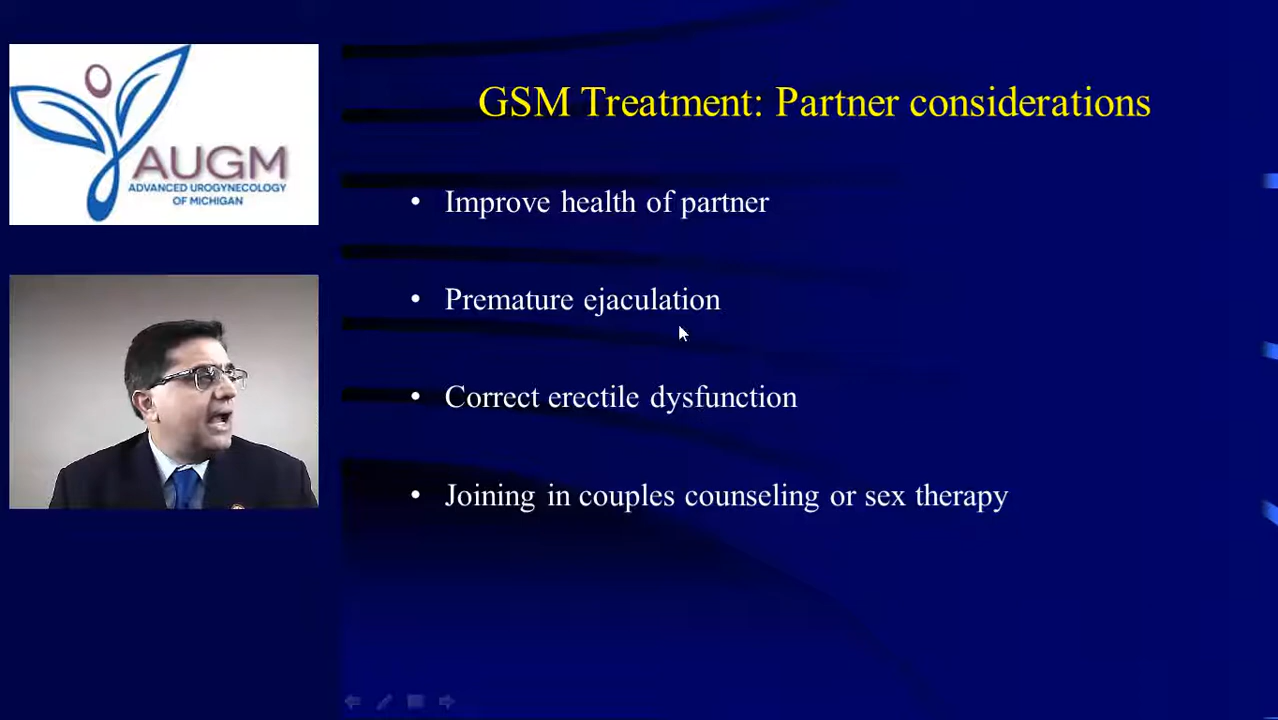 AUGM
ADVANCED UROGYNECOLOGY
OF MICHIGAN
GSM Treatment: Partner considerations
• Improve health of partner
• Premature ejaculation
• Correct erectile dysfunction
• Joining in couples counseling or sex therapy